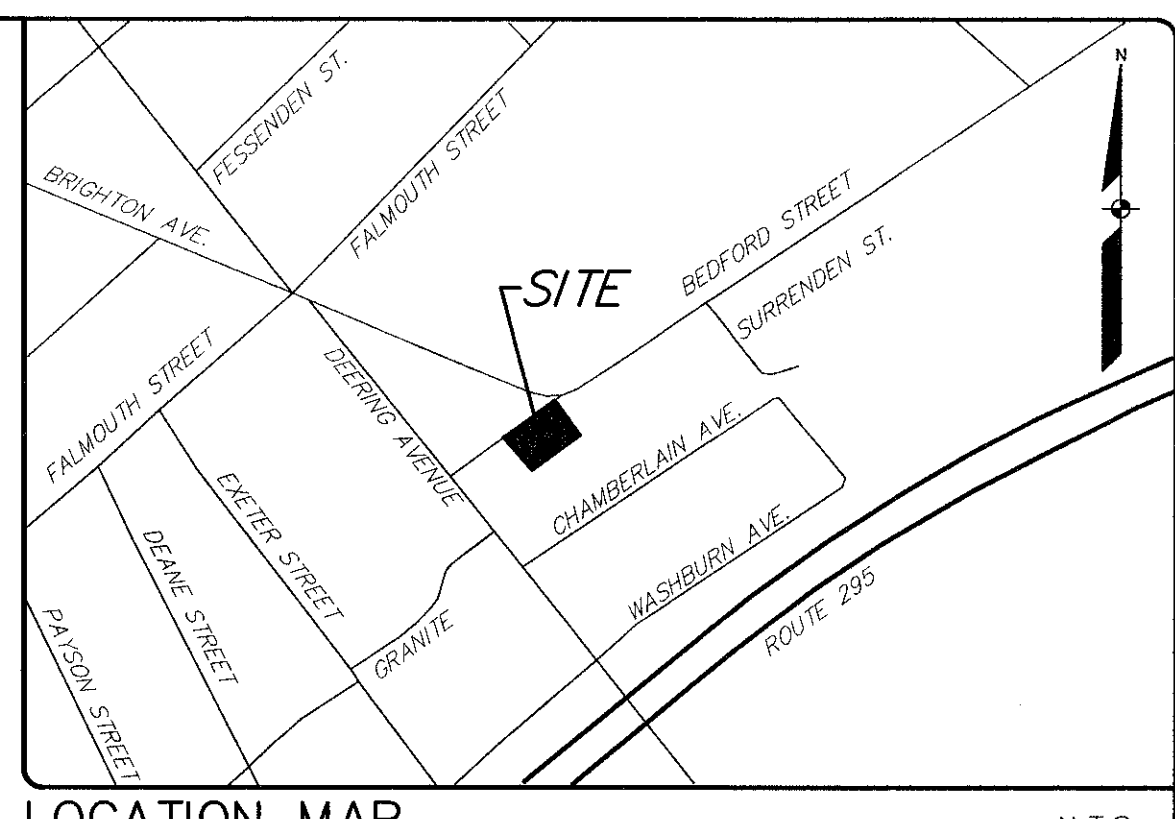 N
FESSENDEN ST.
FALMOUTH STREET
BRIGHTON AVE.
BEDFORD STREET
SURRENDEN ST.
SITE
DEERING AVENUE
FALMOUTH STREET
CHAMBERLAIN AVE.
EXETER STREET
WASHBURN AVE.
DEANE STREET
ROUTE 295
GRANITE
PAYSON STREET
LOCATION MAP
N.T.S.